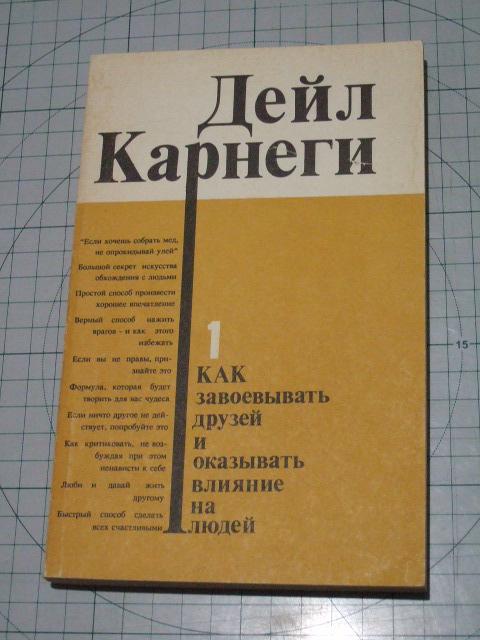 Дейл
Карнеги
"Если хочешь собрать мед,
не опрокидывай улей"
Большой секрет искусства
обхождения с людьми
Простой способ произвести
хорошее впечатление
Верный способ нажить
врагов - и как этого
избежать
Если вы не правы, при-
знайте это
Формула, которая будет
творить для вас чудеса
Если ничто другое не дей-
ствует, попробуйте это
Как критиковать, не воз-
буждая при этом
ненависти к себе
Люби и давай жить
другому
Быстрый способ сделать
всех счастливыми
1
КАК
завоевывать
друзей
и
оказывать
влияние
на
людей
15